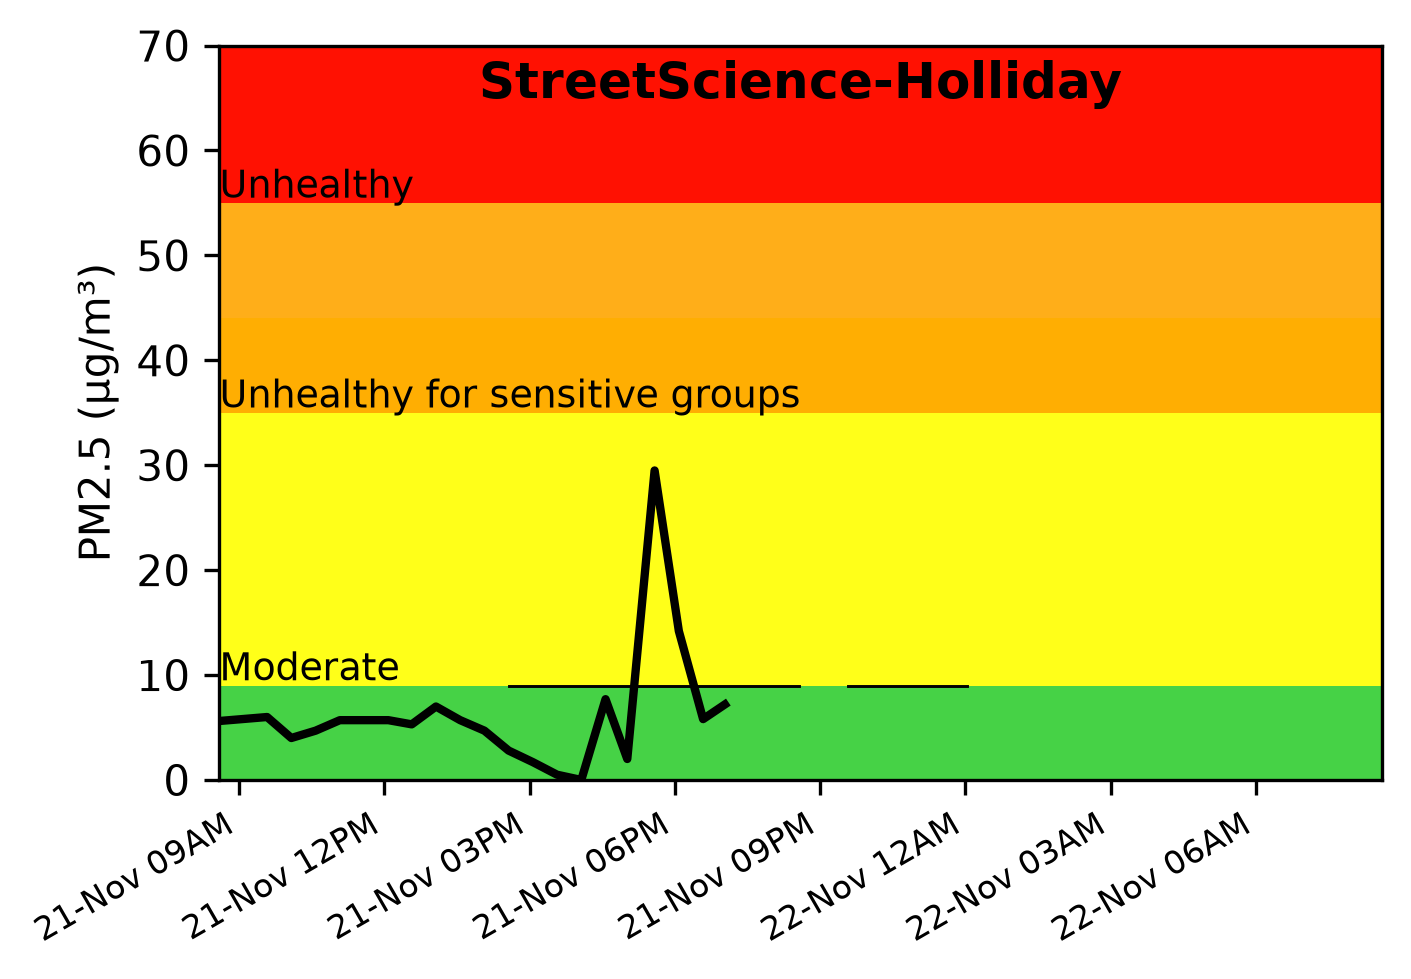 StreetScience-Holliday
70
60
50
40
30
20
10
0
PM2.5 (µg/m³)
Unhealthy
Unhealthy for sensitive groups
Moderate
21-Nov 09AM
21-Nov 12PM
21-Nov 03PM
21-Nov 06PM
21-Nov 09PM
22-Nov 12AM
22-Nov 03AM
22-Nov 06AM